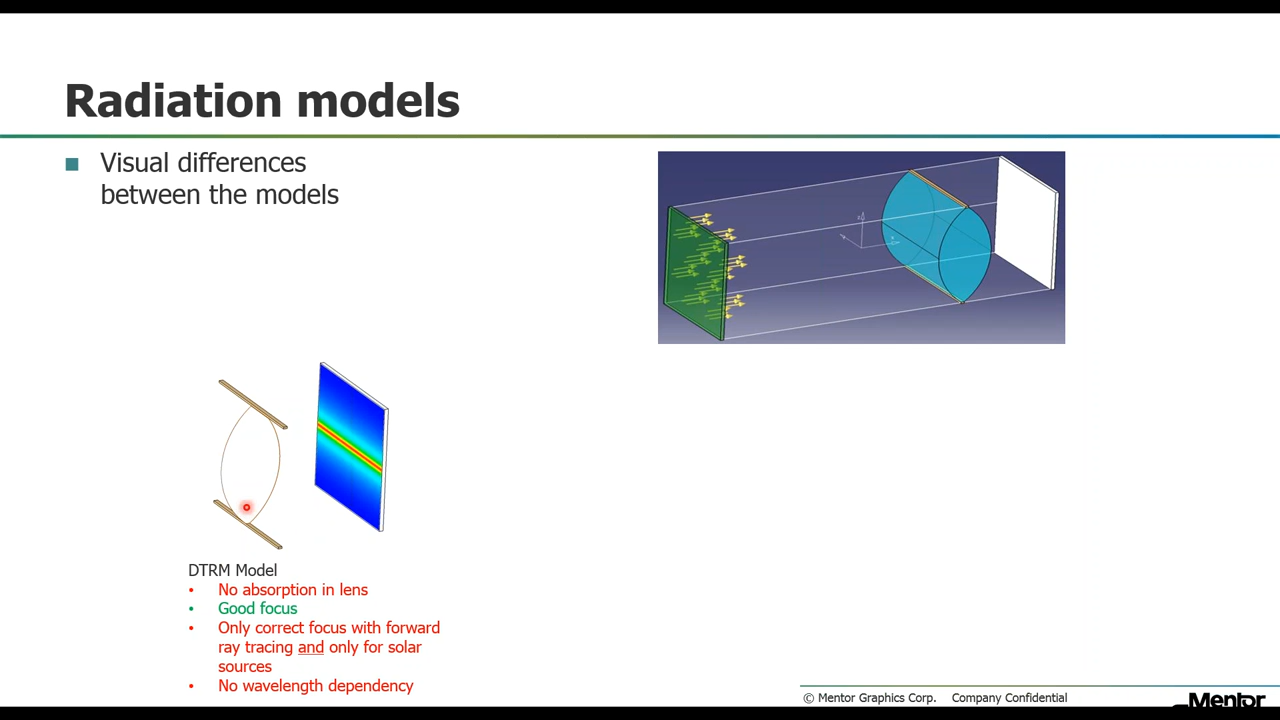 Radiation models
Visual differences
between the models
DTRM Model
• No absorption in lens
• Good focus
• Only correct focus with forward
ray tracing and only for solar
sources
• No wavelength dependency
© Mentor Graphics Corp. Company Confidential
Mentor